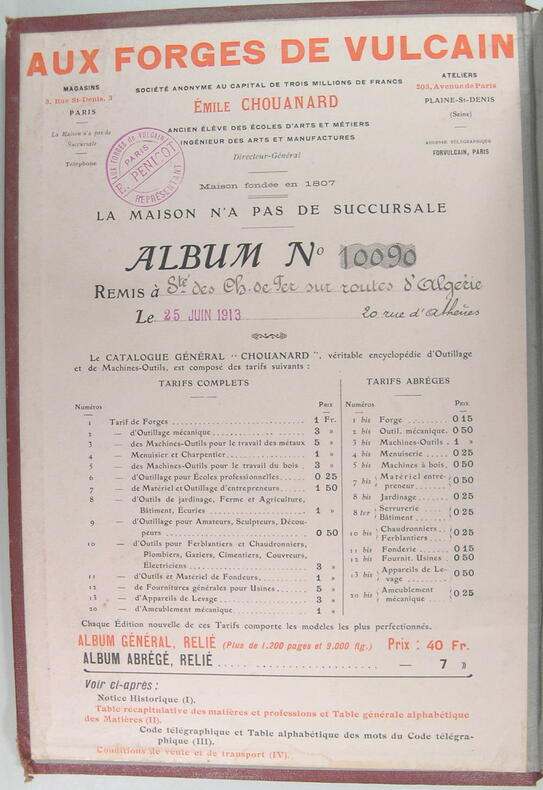 AUX FORGES DE VULCAIN
MAGASINS
3, Rue St-Denis, 3
PARIS
La Maison n'a pas de
Succursale
Téléphone
SOCIÉTÉ ANONYME AU CAPITAL DE TROIS MILLIONS DE FRANCS
ÉMILE CHOUANARD
ANCIEN ÉLÈVE DES ÉCOLES D'ARTS ET MÉTIERS
INGÉNIEUR DES ARTS ET MANUFACTURES
Directeur-Général
ATELIERS
203, Avenue de Paris
PLAINE-St-DENIS
(Seine)
ADRESSE TÉLÉGRAPHIQUE
FORVULCAIN, PARIS
AUX FORGES de VULCAIN
PARIS
PENICOT
REPRÉSENTANT
Maison fondée en 1807
LA MAISON N'A PAS DE SUCCURSALE
ALBUM No 10090
REMIS à Sté des Ch. de Fer sur routes d'Algérie
Le 25 JUIN 1913 20 rue d'Athènes
Le CATALOGUE GÉNÉRAL "CHOUANARD", véritable encyclopédie d'Outillage
et de Machines-Outils, est composé des tarifs suivants :
TARIFS COMPLETS
Numéros PRIX
1 Tarif de Forges 1 Fr.
2 — d'Outillage mécanique 3 »
3 — des Machines-Outils pour le travail des métaux 5 »
4 — Menuisier et Charpentier 1 »
5 — des Machines-Outils pour le travail du bois 3 »
6 — d'Outillage pour Écoles professionnelles 0 25
7 — de Matériel et Outillage d'entrepreneurs 1 50
8 — d'Outils de jardinage, Ferme et Agriculture,
Bâtiment, Écuries 1 »
9 — d'Outillage pour Amateurs, Sculpteurs, Décou-
peurs 0 50
10 — d'Outils pour Ferblantiers et Chaudronniers,
Plombiers, Gaziers, Cimentiers, Couvreurs,
Électriciens 3 »
11 — d'Outils et Matériel de Fondeurs 1 »
12 — de Fournitures générales pour Usines 5 »
13 — d'Appareils de Levage 3 »
20 — d'Ameublement mécanique 1 »
TARIFS ABRÉGES
Numéros PRIX
1 bis Forge 0 15
2 bis Outil. mécanique. 0 50
3 bis Machines-Outils 1 »
4 bis Menuiserie 0 25
5 bis Machines à bois 0 50
7 bis Matériel entre-
preneur 0 50
8 bis Jardinage 0 25
8 ter Serrurerie
Bâtiment 0 25
10 bis Chaudronniers
Ferblantiers 0 25
11 bis Fonderie 0 15
12 bis Fournit. Usines 0 50
13 bis Appareils de Le-
vage 0 50
20 bis Ameublement
mécanique 0 25
Chaque Édition nouvelle de ces Tarifs comporte les modèles les plus perfectionnés.
ALBUM GÉNÉRAL, RELIÉ (Plus de 1.200 pages et 9.000 fig.) Prix : 40 Fr.
ALBUM ABRÉGÉ, RELIÉ — 7 »
Voir ci-après :
Notice Historique (I).
Table récapitulative des matières et professions et Table générale alphabétique
des Matières (II).
Code télégraphique et Table alphabétique des mots du Code télégra-
phique (III).
Conditions de vente et de transport (IV).